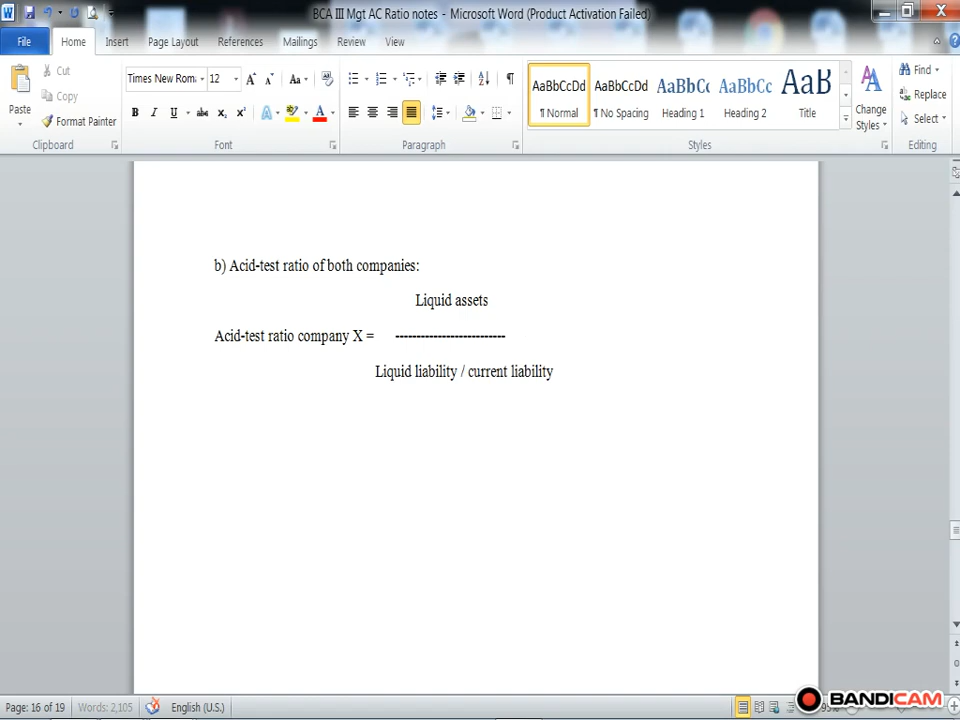 BCA III Mgt AC Ratio notes - Microsoft Word (Product Activation Failed)
File Home Insert Page Layout References Mailings Review View
Paste
Cut
Copy
Format Painter
Clipboard
Times New Rom 12
Font
Paragraph
AaBbCcDd AaBbCcDd AaBbCc AaBbCc AaB
¶ Normal ¶ No Spacing Heading 1 Heading 2 Title
Change Styles
Styles
Find
Replace
Select
Editing
b) Acid-test ratio of both companies:
Liquid assets
Acid-test ratio company X = --------------------------
Liquid liability / current liability
Page: 16 of 19 Words: 2,105 English (U.S.)
BANDICAM